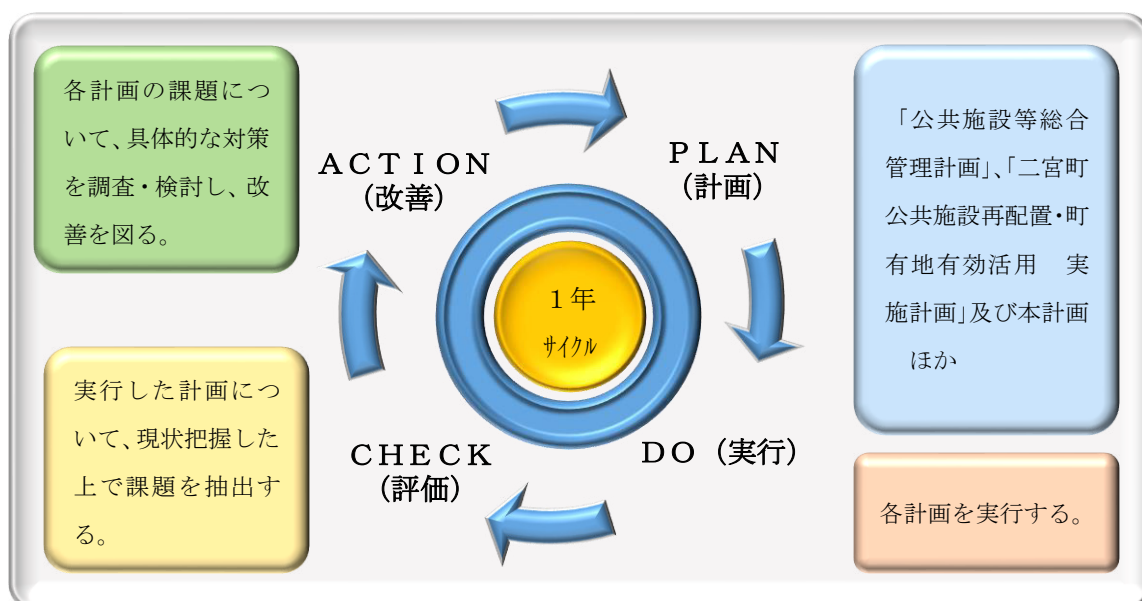 各計画の課題につ
いて、具体的な対策
を調査・検討し、改
善を図る。
ＡＣＴＩＯＮ
（改善）
ＰＬＡＮ
（計画）
「公共施設等総合
管理計画」、「二宮町
公共施設再配置・町
有地有効活用　実
施計画」及び本計画
ほか
１年
ｻｲｸﾙ
実行した計画につ
いて、現状把握した
上で課題を抽出す
る。
ＣＨＥＣＫ
（評価）
ＤＯ（実行）
各計画を実行する。